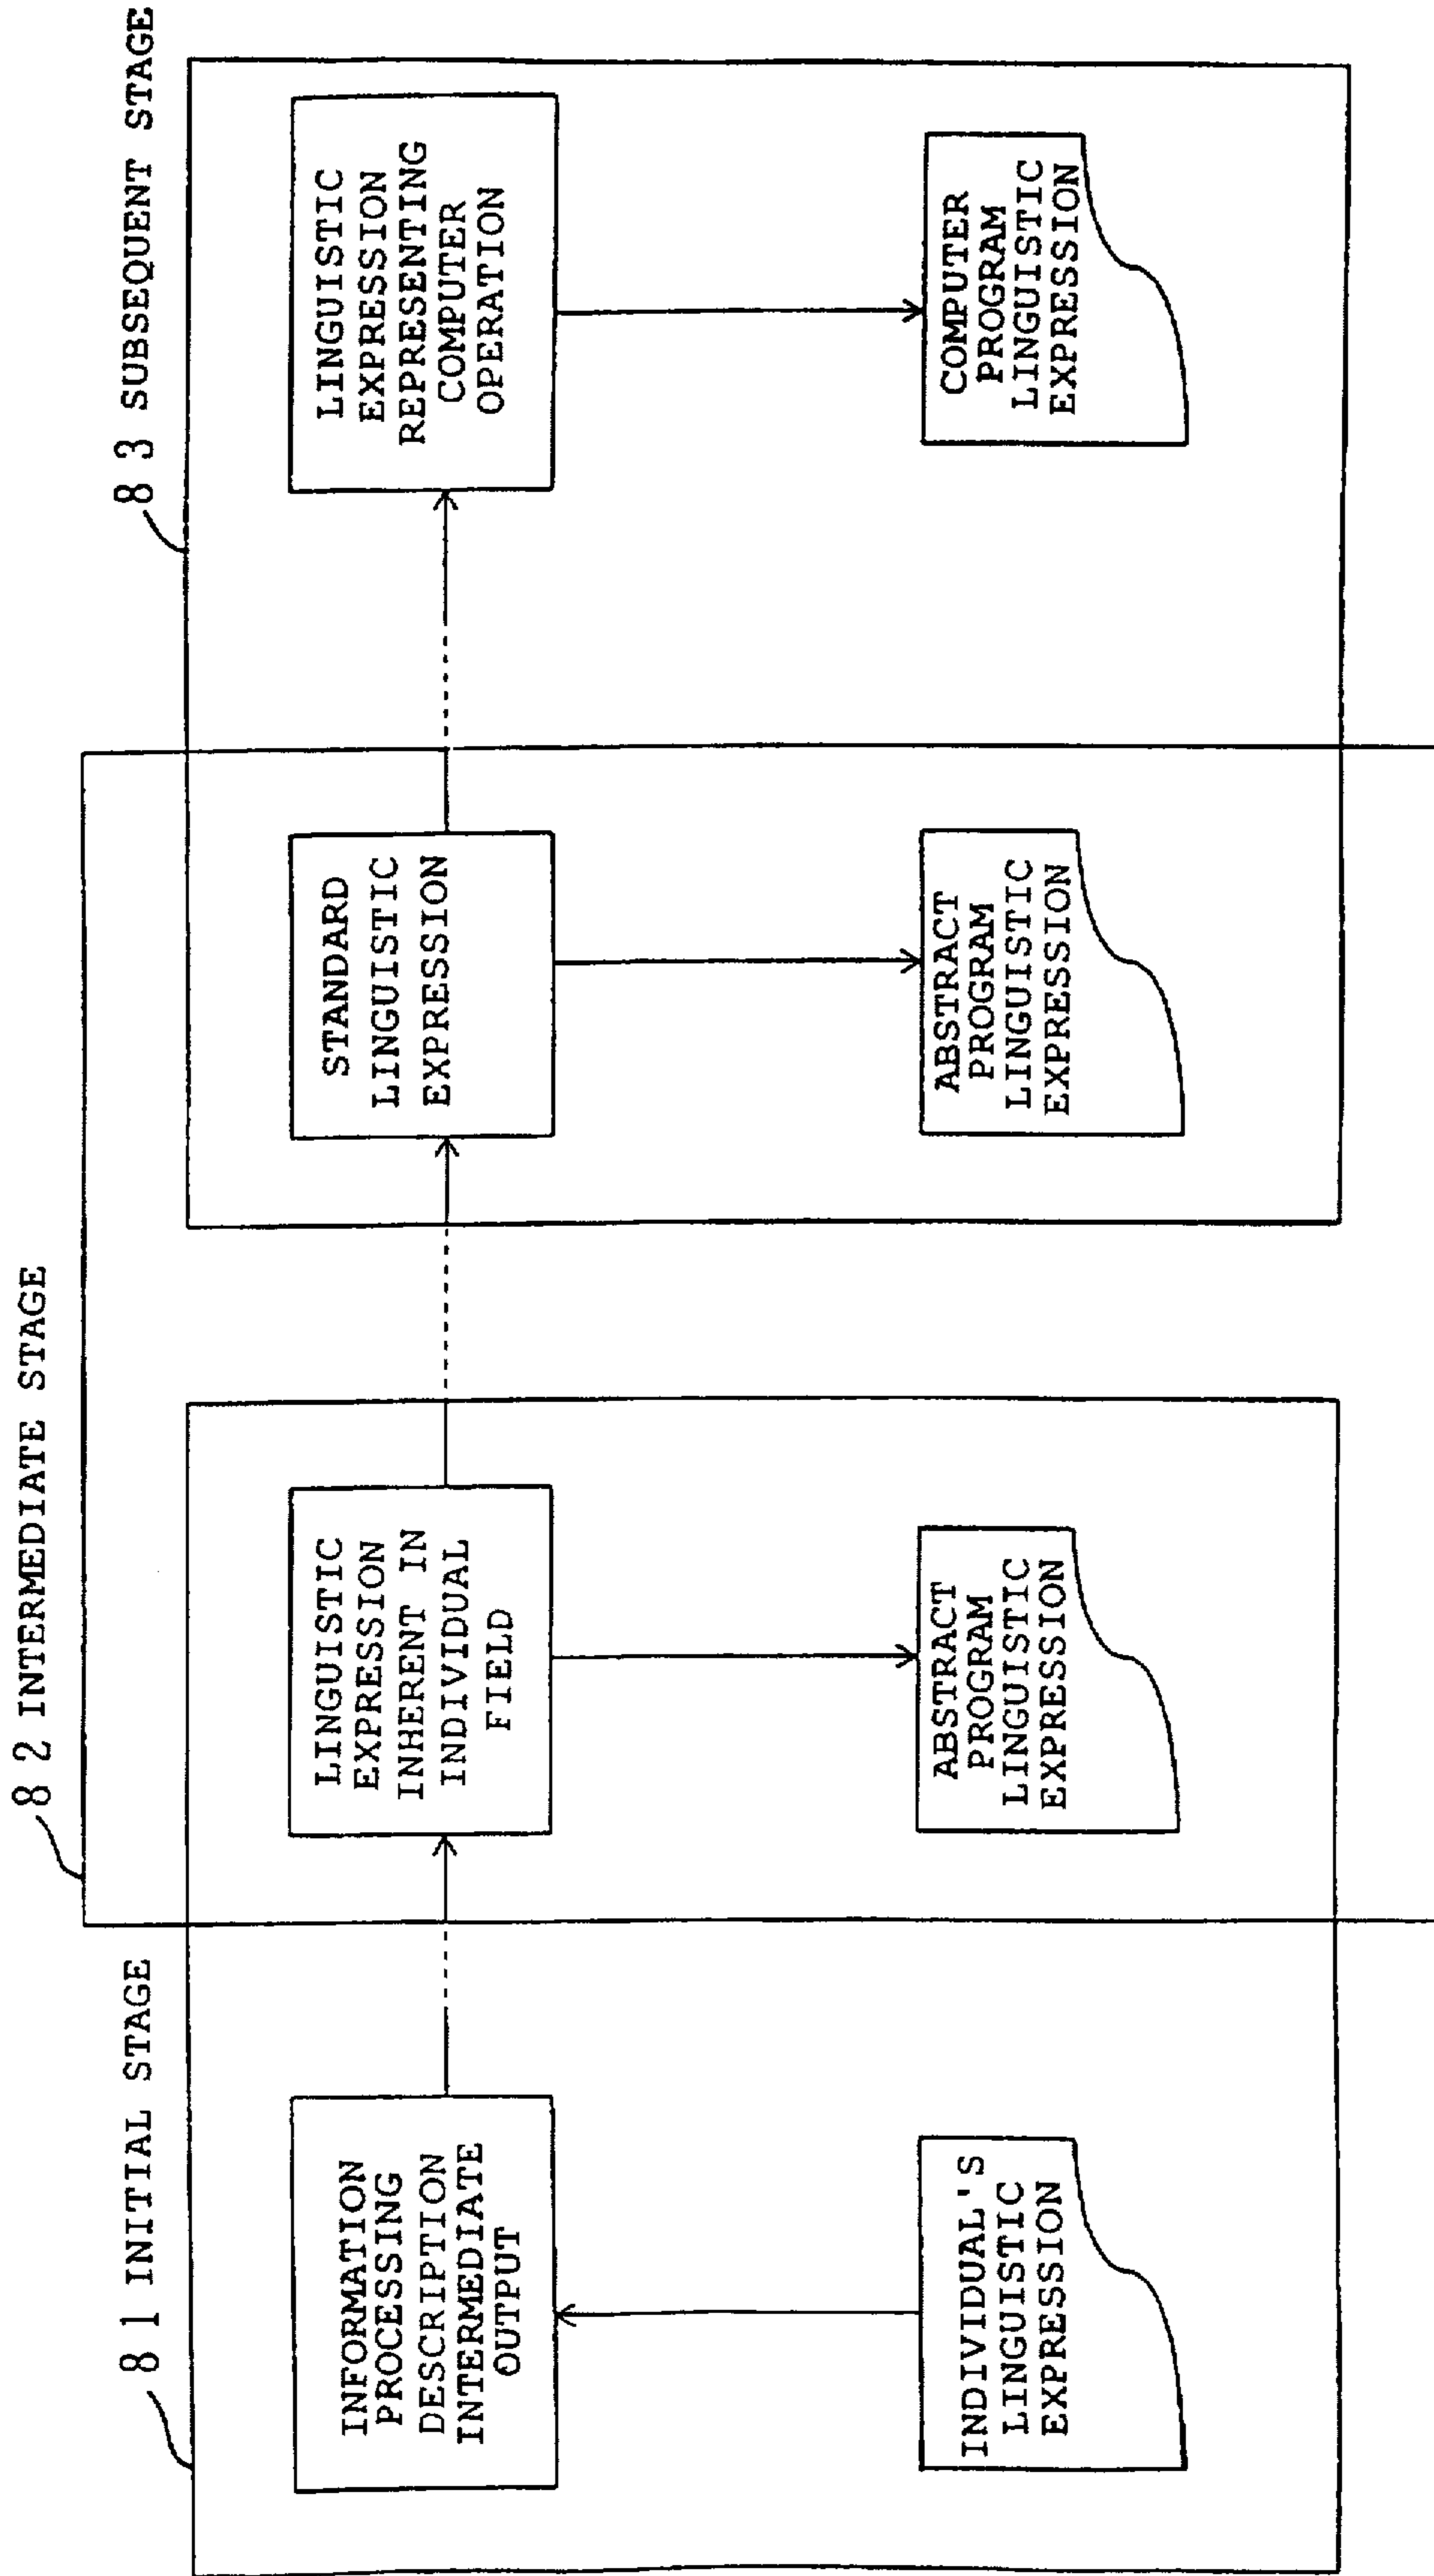 81 INITIAL STAGE
82 INTERMEDIATE STAGE
83 SUBSEQUENT STAGE
INFORMATION
PROCESSING
DESCRIPTION
INTERMEDIATE
OUTPUT
LINGUISTIC
EXPRESSION
INHERENT IN
INDIVIDUAL
FIELD
STANDARD
LINGUISTIC
EXPRESSION
LINGUISTIC
EXPRESSION
REPRESENTING
COMPUTER
OPERATION
INDIVIDUAL'S
LINGUISTIC
EXPRESSION
ABSTRACT
PROGRAM
LINGUISTIC
EXPRESSION
ABSTRACT
PROGRAM
LINGUISTIC
EXPRESSION
COMPUTER
PROGRAM
LINGUISTIC
EXPRESSION